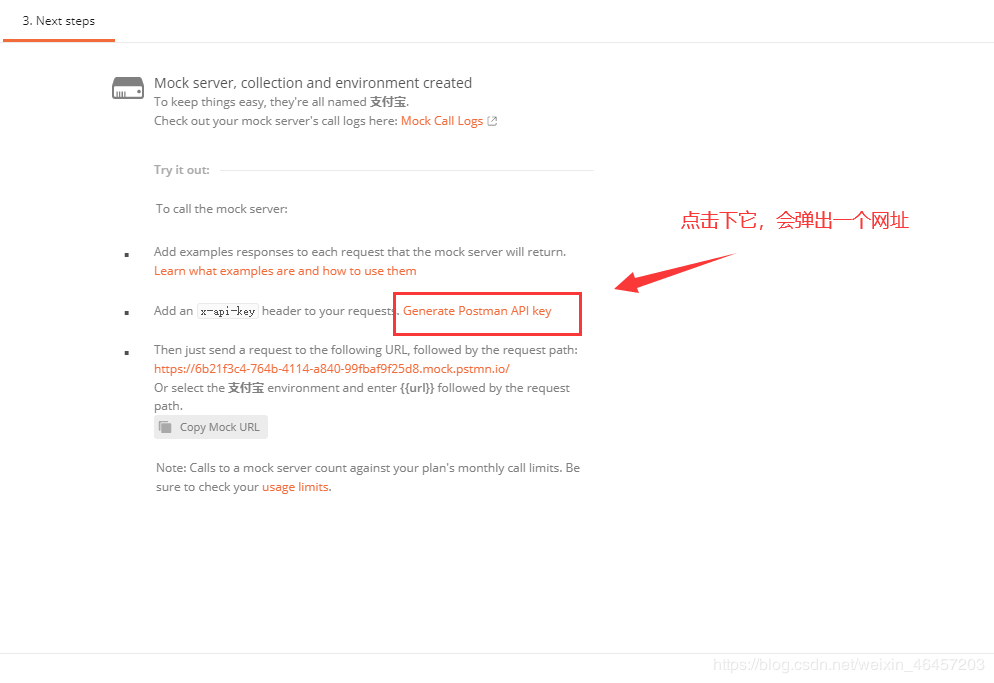 3. Next steps
Mock server, collection and environment created
To keep things easy, they're all named 支付宝.
Check out your mock server's call logs here: Mock Call Logs
Try it out:
To call the mock server:
点击下它，会弹出一个网址
Add examples responses to each request that the mock server will return.
Learn what examples are and how to use them
Add an x-api-key header to your requests. Generate Postman API key
Then just send a request to the following URL, followed by the request path:
https://6b21f3c4-764b-4114-a840-99fbaf9f25d8.mock.pstmn.io/
Or select the 支付宝 environment and enter {{url}} followed by the request
path.
Copy Mock URL
Note: Calls to a mock server count against your plan's monthly call limits. Be
sure to check your usage limits.
https://blog.csdn.net/weixin_46457203